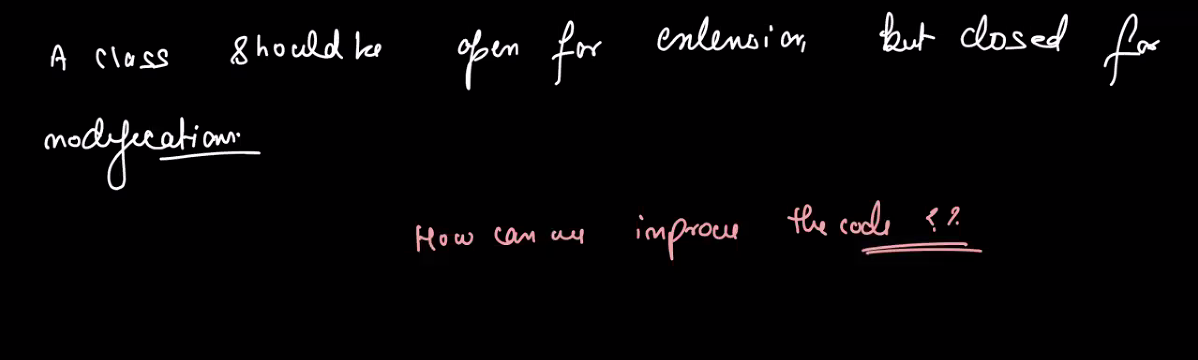 A class should be open for extension, but closed for
modification.
How can we improve the code ??